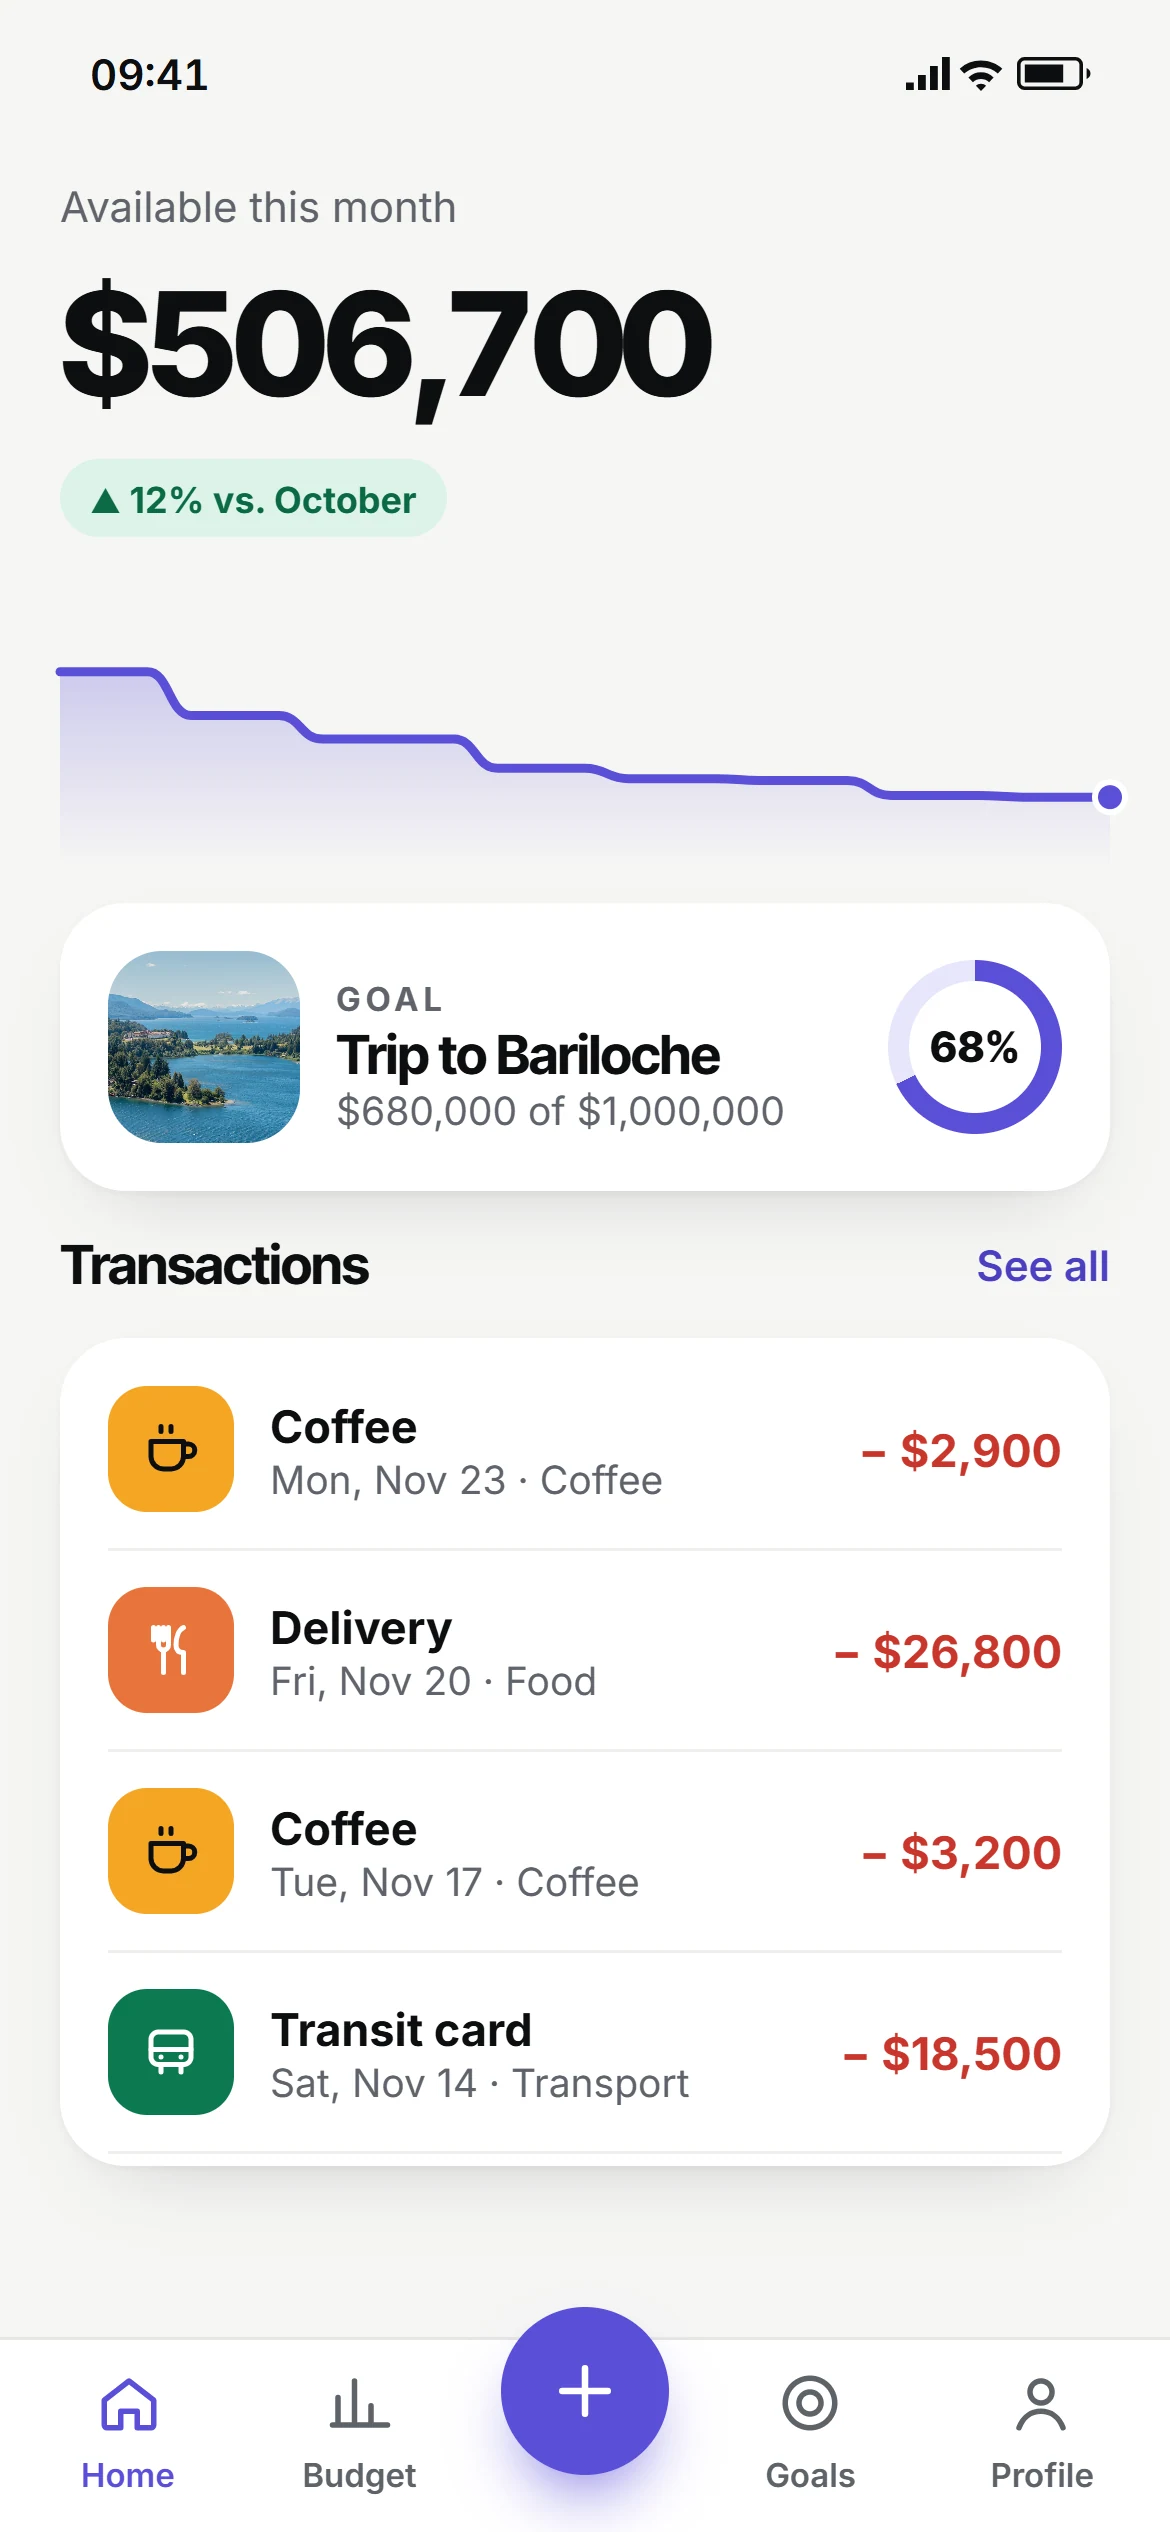 09:41
Available this month
$506,700
▲ 12% vs. October
GOAL
Trip to Bariloche
$680,000 of $1,000,000
68%
Transactions
See all
Coffee
Mon, Nov 23 · Coffee
– $2,900
Delivery
Fri, Nov 20 · Food
– $26,800
Coffee
Tue, Nov 17 · Coffee
– $3,200
Transit card
Sat, Nov 14 · Transport
– $18,500
Home
Budget
Goals
Profile